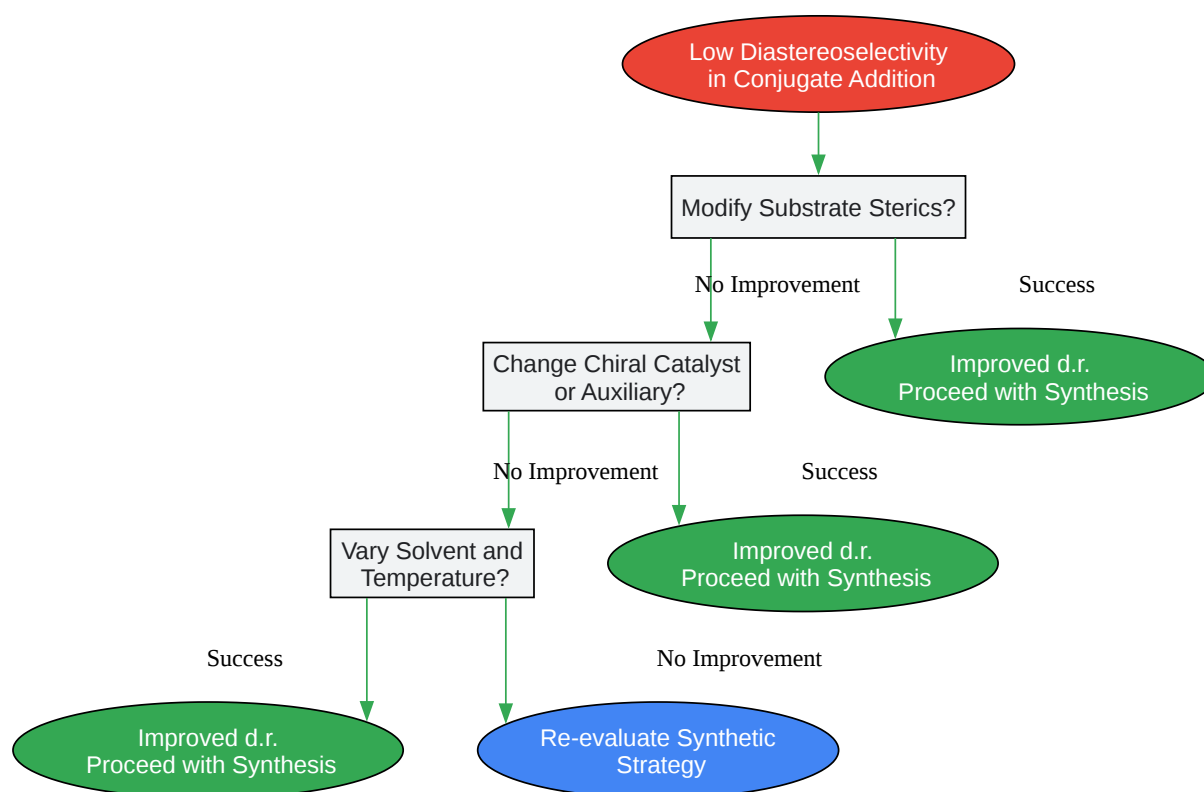 Low Diastereoselectivity
in Conjugate Addition
Modify Substrate Sterics?
No Improvement
Success
Change Chiral Catalyst
or Auxiliary?
Improved d.r.
Proceed with Synthesis
No Improvement
Success
Vary Solvent and
Temperature?
Improved d.r.
Proceed with Synthesis
Success
No Improvement
Improved d.r.
Proceed with Synthesis
Re-evaluate Synthetic
Strategy